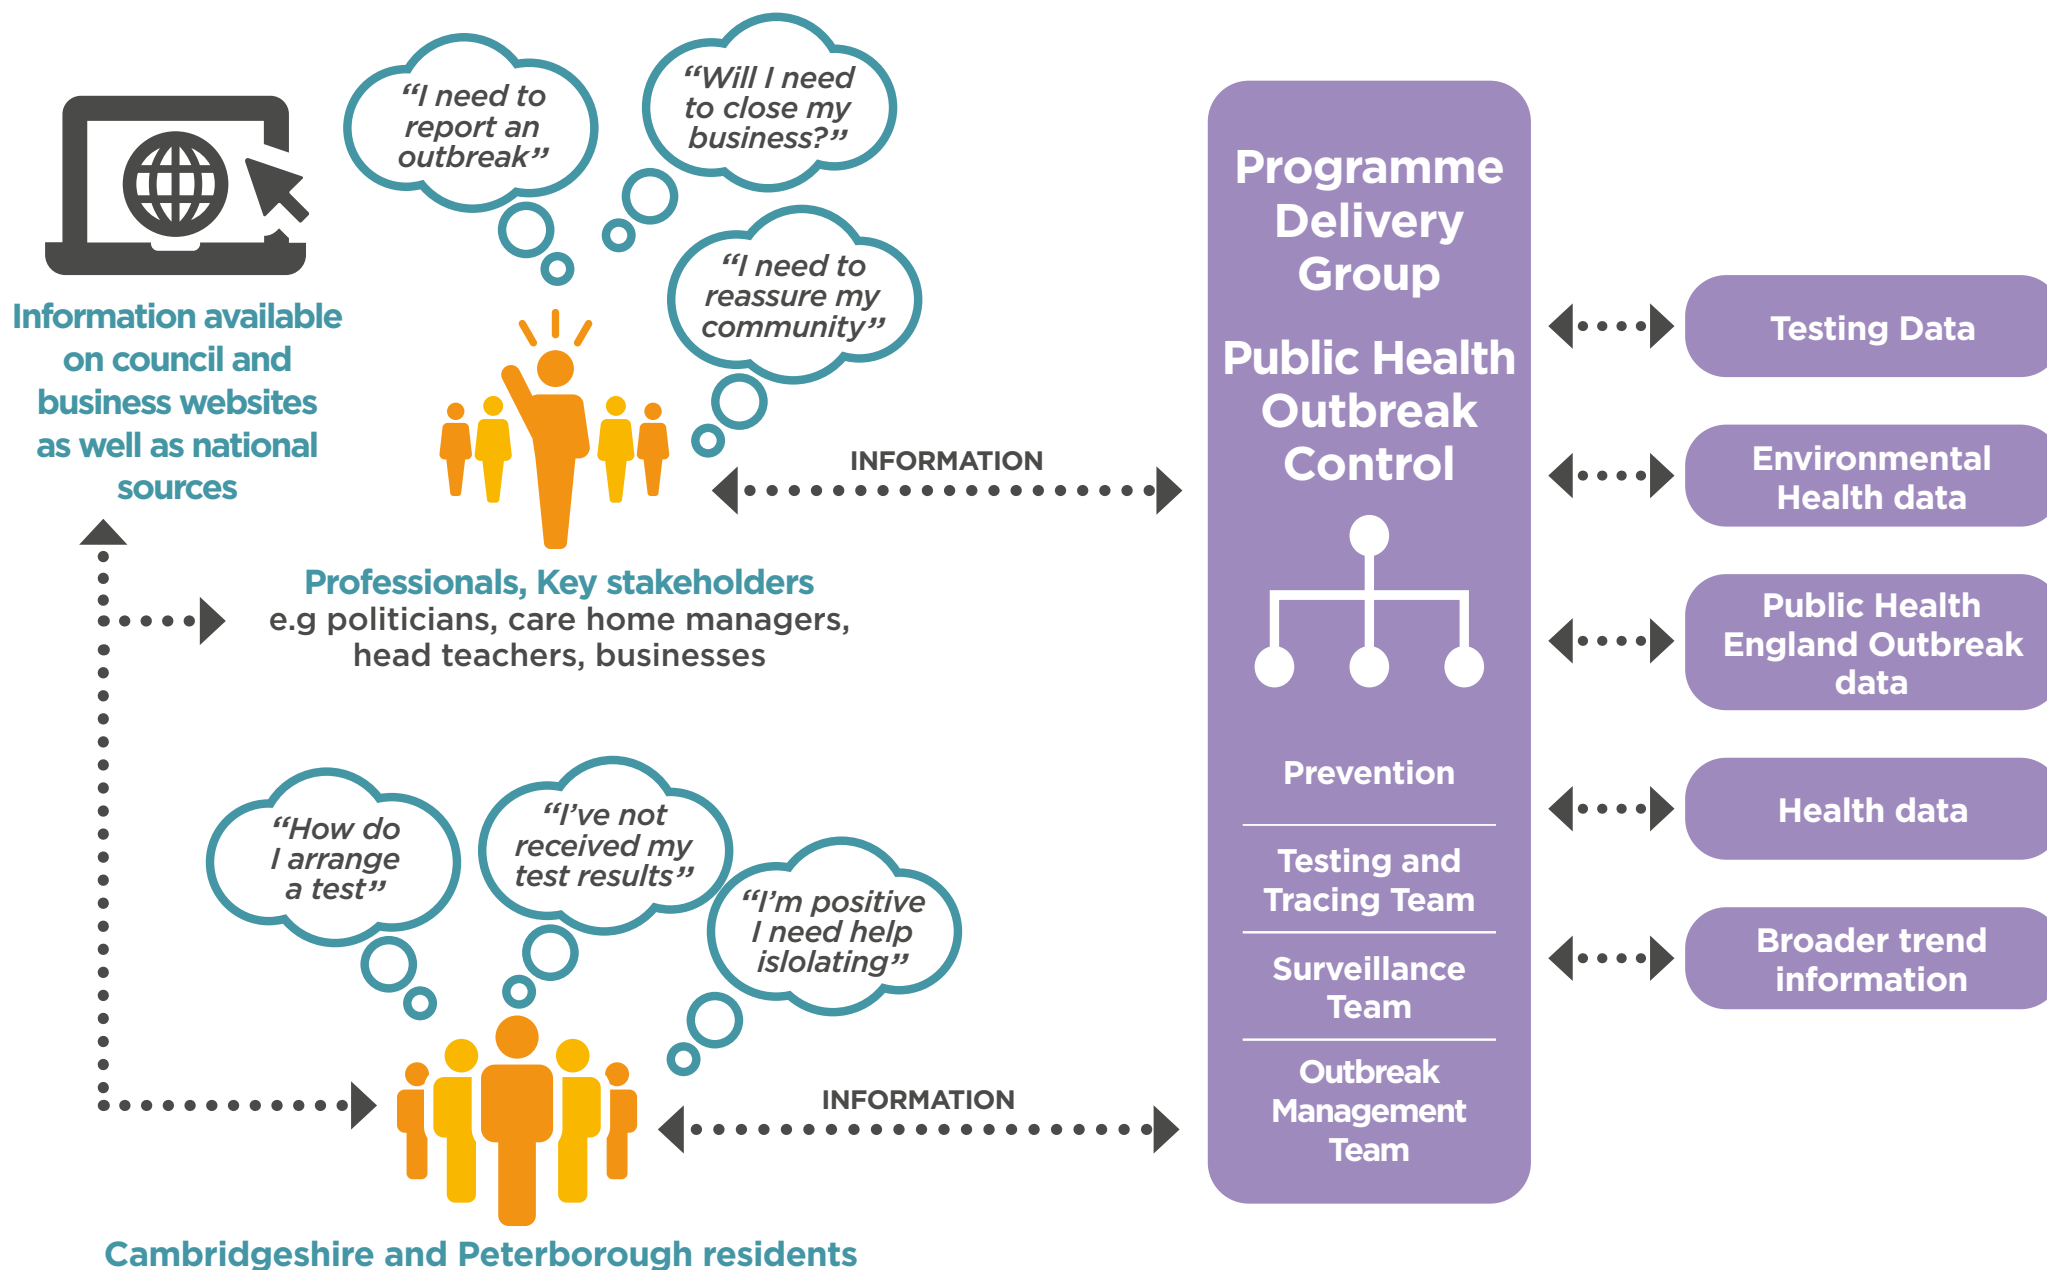 “I need to
report an
outbreak”
“Will I need
to close my
business?”
“I need to
reassure my
community”
Information available
on council and
business websites
as well as national
sources
INFORMATION
Professionals, Key stakeholders
e.g politicians, care home managers,
head teachers, businesses
“How do
I arrange
a test”
“I’ve not
received my
test results”
“I’m positive
I need help
islolating”
INFORMATION
Cambridgeshire and Peterborough residents
Programme
Delivery
Group
Public Health
Outbreak
Control
Prevention
Testing and
Tracing Team
Surveillance
Team
Outbreak
Management
Team
Testing Data
Environmental
Health data
Public Health
England Outbreak
data
Health data
Broader trend
information